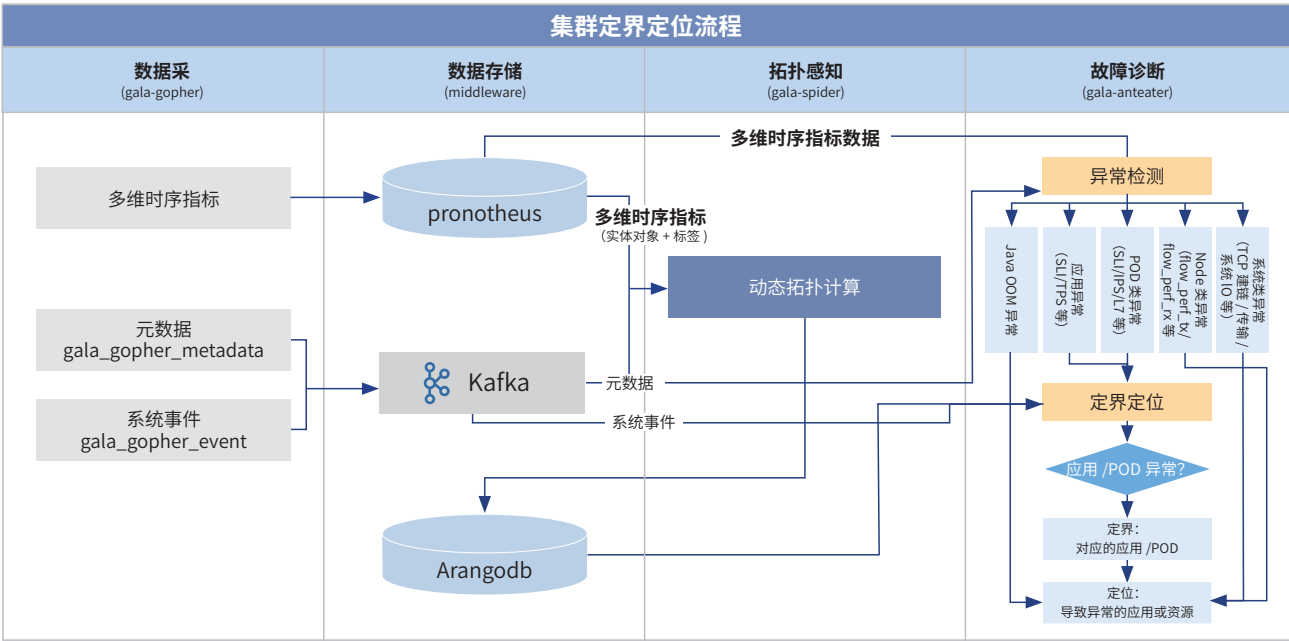 集群定界定位流程
数据采
(gala-gopher)
数据存储
(middleware)
拓扑感知
(gala-spider)
故障诊断
(gala-anteater)
多维时序指标
元数据
gala_gopher_metadata
系统事件
gala_gopher_event
pronotheus
Kafka
Arangodb
多维时序指标数据
多维时序指标
(实体对象 + 标签 )
元数据
系统事件
动态拓扑计算
异常检测
Java OOM 异常
应用异常
(SLI/TPS 等)
POD 类异常
(SLI/IPS/L7 等)
Node 类异常
(flow_perf_tx/
flow_perf_rx 等
系统类异常
(TCP 建链 / 传输 /
系统 IO 等)
定界定位
应用 /POD 异常?
定界:
对应的应用 /POD
定位:
导致异常的应用或资源